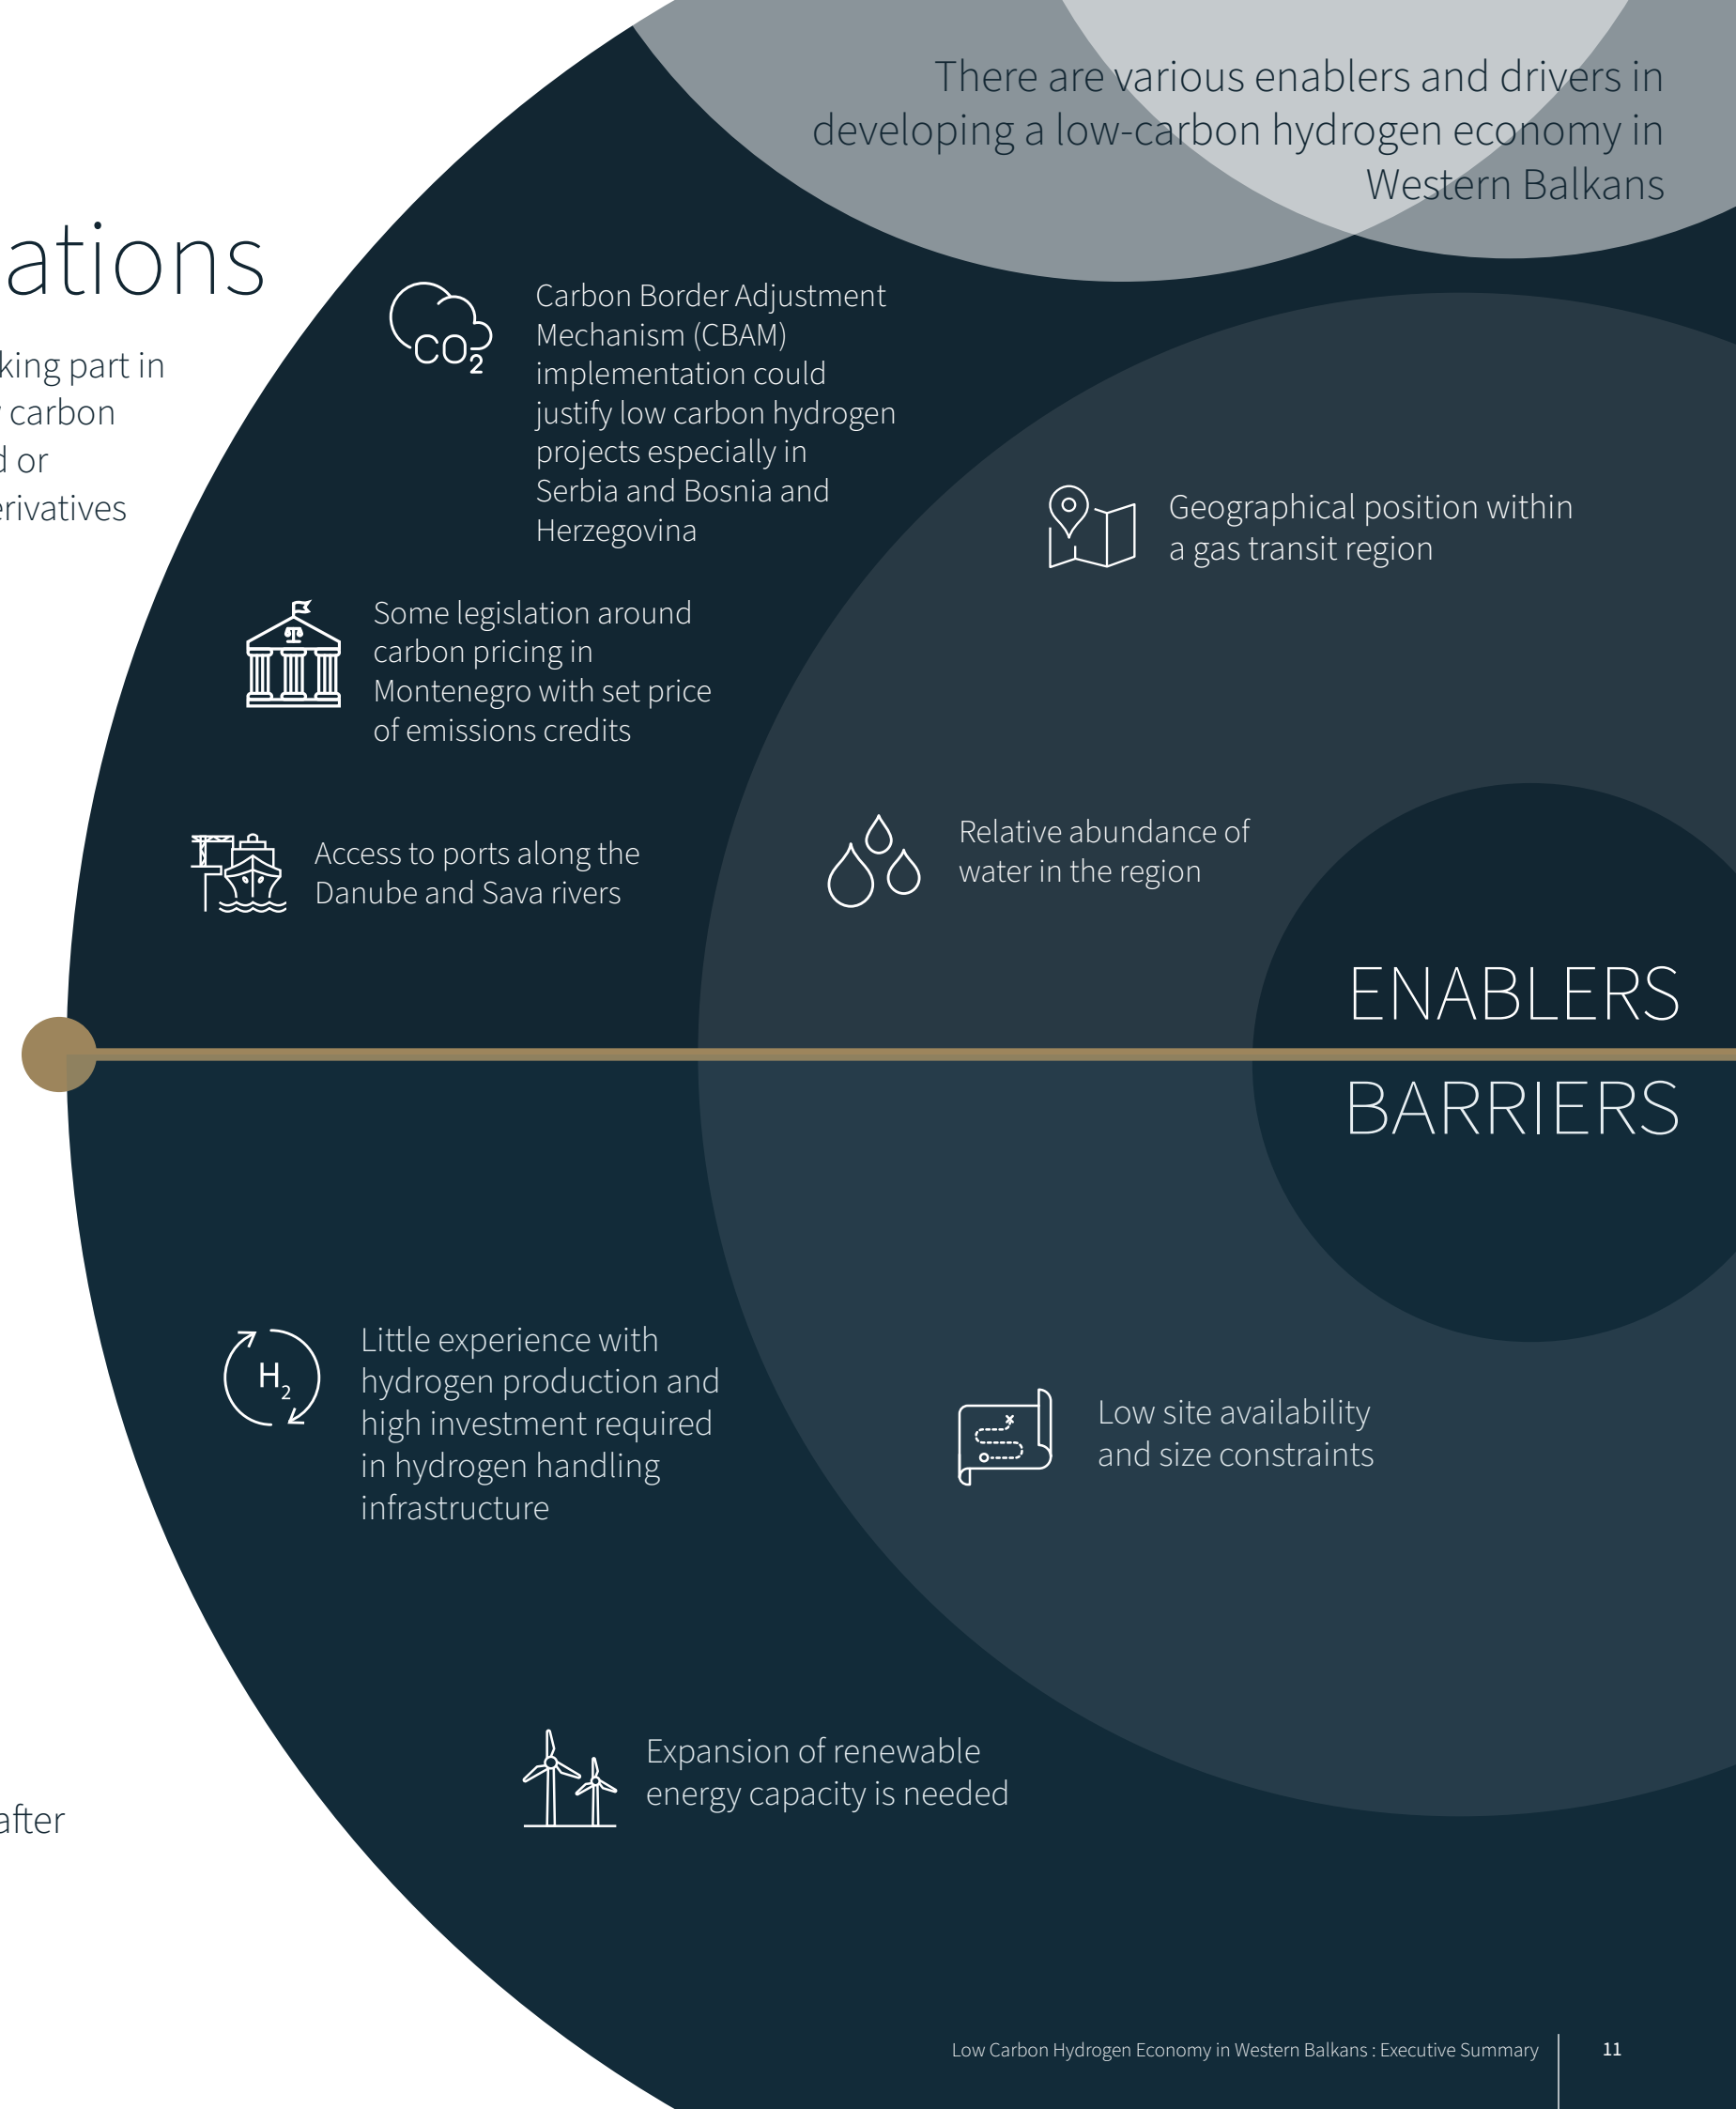 There are various enablers and drivers in
developing a low-carbon hydrogen economy in
Western Balkans
ations
king part in
carbon
d or
erivatives
CO2
Carbon Border Adjustment
Mechanism (CBAM)
implementation could
justify low carbon hydrogen
projects especially in
Serbia and Bosnia and
Herzegovina
Geographical position within
a gas transit region
Some legislation around
carbon pricing in
Montenegro with set price
of emissions credits
Relative abundance of
water in the region
Access to ports along the
Danube and Sava rivers
ENABLERS
BARRIERS
H2
Little experience with
hydrogen production and
high investment required
in hydrogen handling
infrastructure
Low site availability
and size constraints
Expansion of renewable
energy capacity is needed
after
Low Carbon Hydrogen Economy in Western Balkans : Executive Summary
11